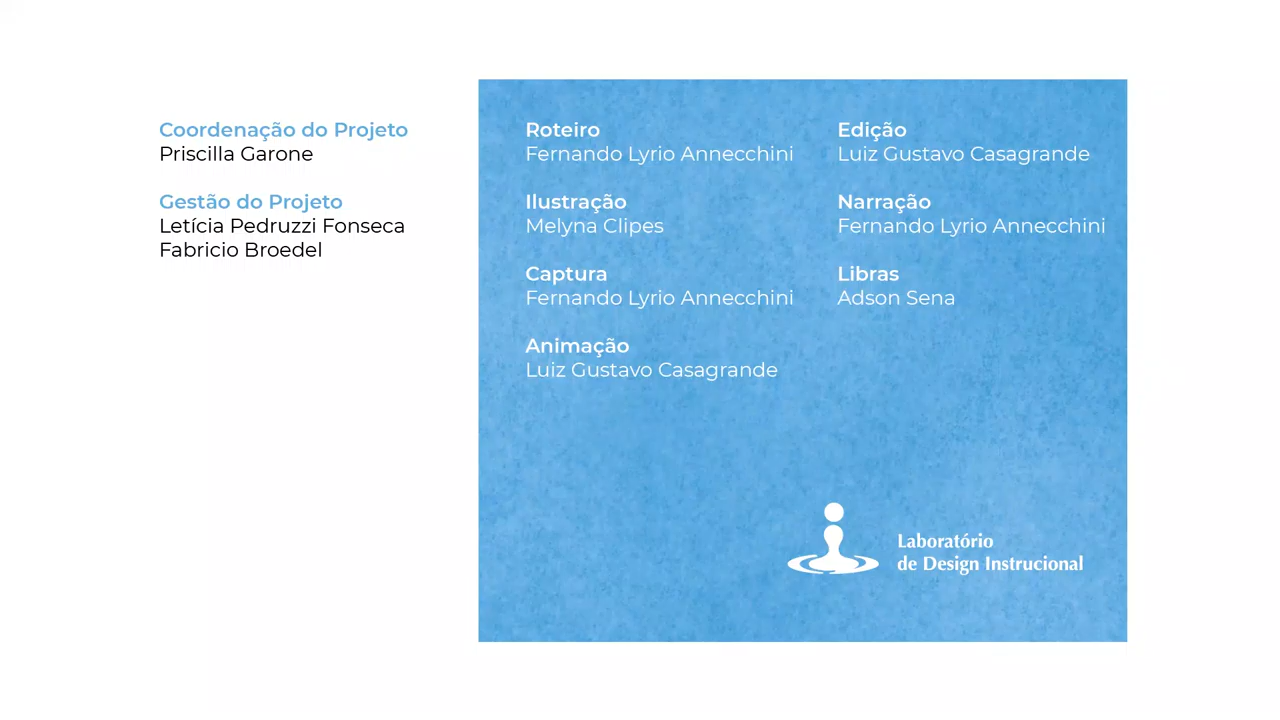 Coordenação do Projeto
Priscilla Garone
Gestão do Projeto
Letícia Pedruzzi Fonseca
Fabricio Broedel
Roteiro
Fernando Lyrio Annecchini
Ilustração
Melyna Clipes
Captura
Fernando Lyrio Annecchini
Animação
Luiz Gustavo Casagrande
Edição
Luiz Gustavo Casagrande
Narração
Fernando Lyrio Annecchini
Libras
Adson Sena
Laboratório
de Design Instrucional